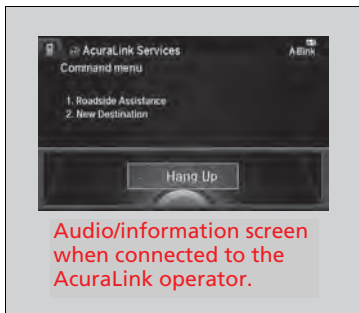 AcuraLink Services
Command menu
1. Roadside Assistance
2. New Destination
Hang Up
Audio/information screen
when connected to the
AcuraLink operator.